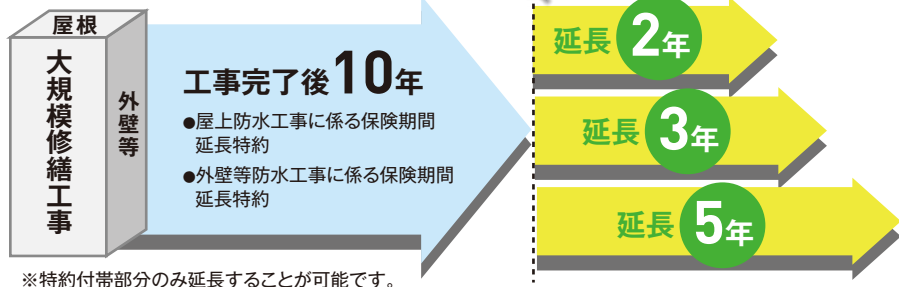 屋根
大規模修繕工事
外壁等
工事完了後10年
●屋上防水工事に係る保険期間
延長特約
●外壁等防水工事に係る保険期間
延長特約
※特約付帯部分のみ延長することが可能です。
延長2年
延長3年
延長5年